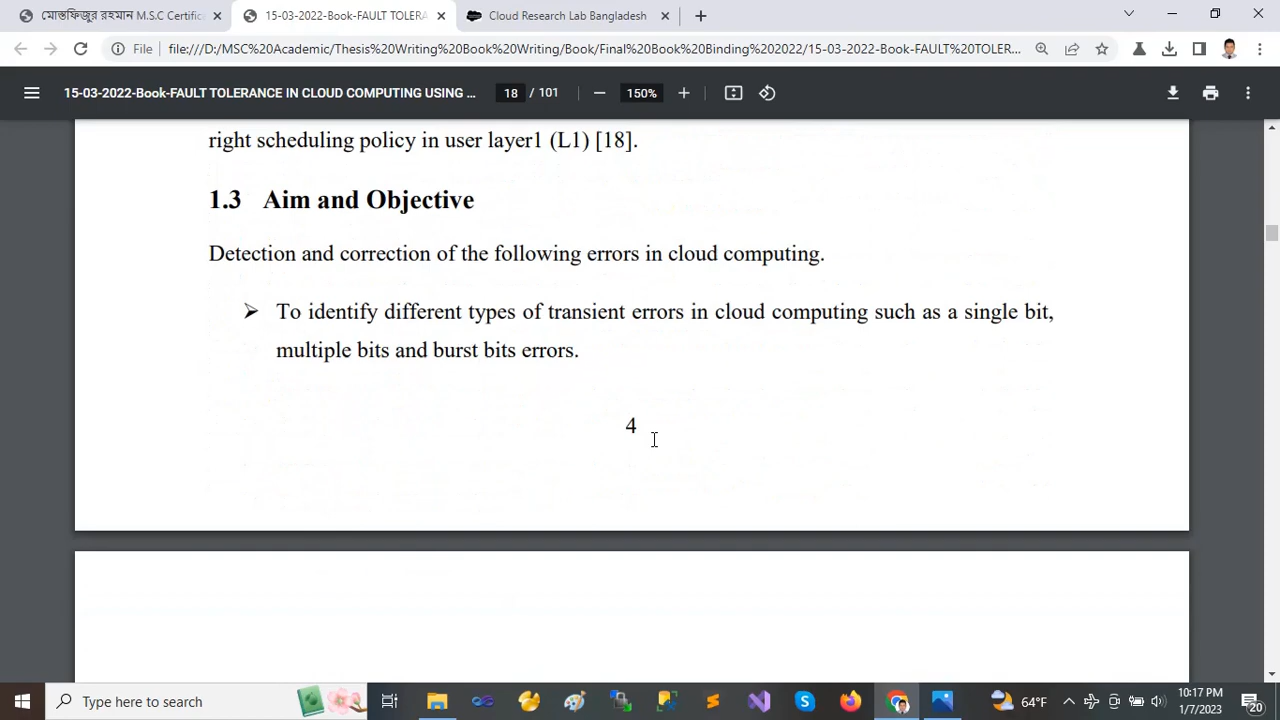 মোস্তফিজুর রহমান M.S.C Certifica
15-03-2022-Book-FAULT TOLERA
Cloud Research Lab Bangladesh
File
file:///D:/MSC%20Academic/Thesis%20Writing%20Book%20Writing/Book/Final%20Book%20Binding%202022/15-03-2022-Book-FAULT%20TOLER...
15-03-2022-Book-FAULT TOLERANCE IN CLOUD COMPUTING USING ...
18 / 101
150%
right scheduling policy in user layer1 (L1) [18].
1.3 Aim and Objective
Detection and correction of the following errors in cloud computing.
➢ To identify different types of transient errors in cloud computing such as a single bit,
multiple bits and burst bits errors.
4
Type here to search
64°F
10:17 PM
1/7/2023
20